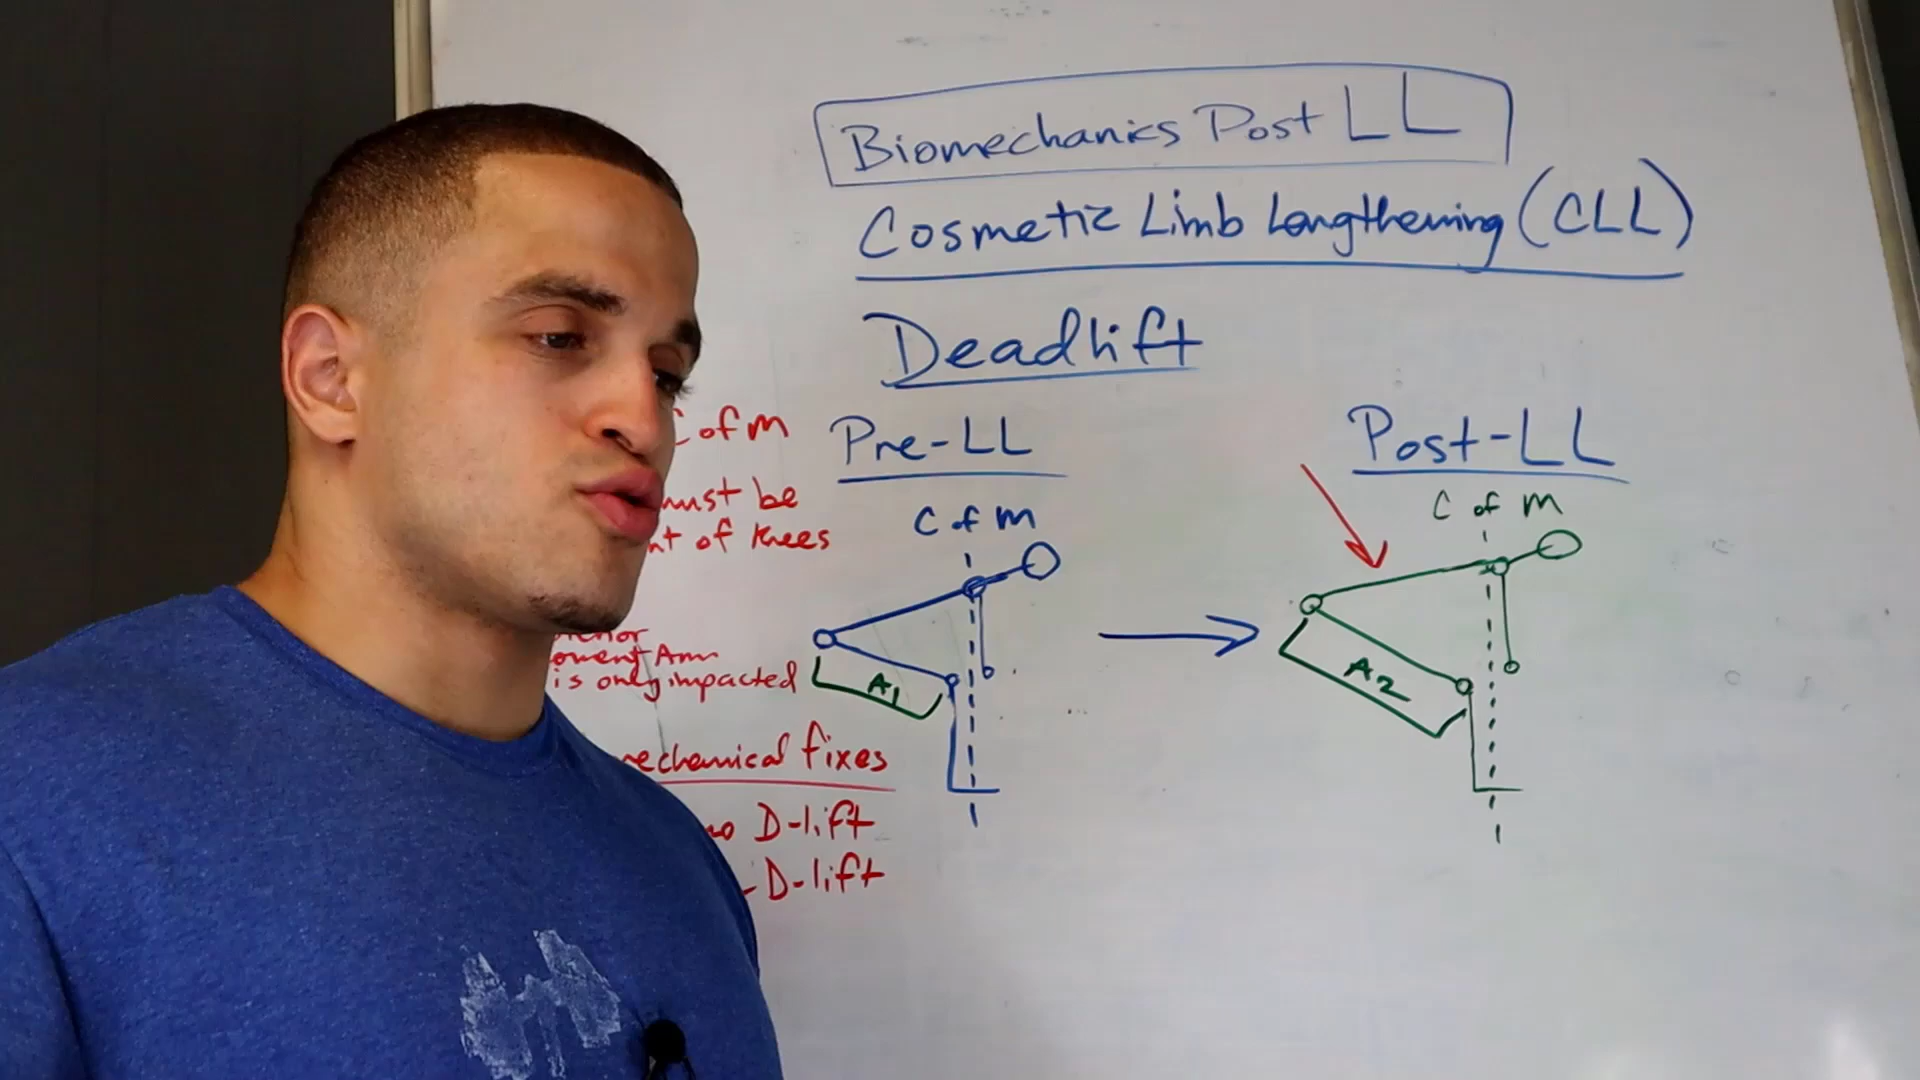 Biomechanics Post LL
Cosmetic Limb Lengthening (CLL)
Deadlift
of m
must be
of knees
Arm
is only impacted
fixes
D-lift
D-lift
Pre-LL
C of M
A1
Post-LL
C of M
A2